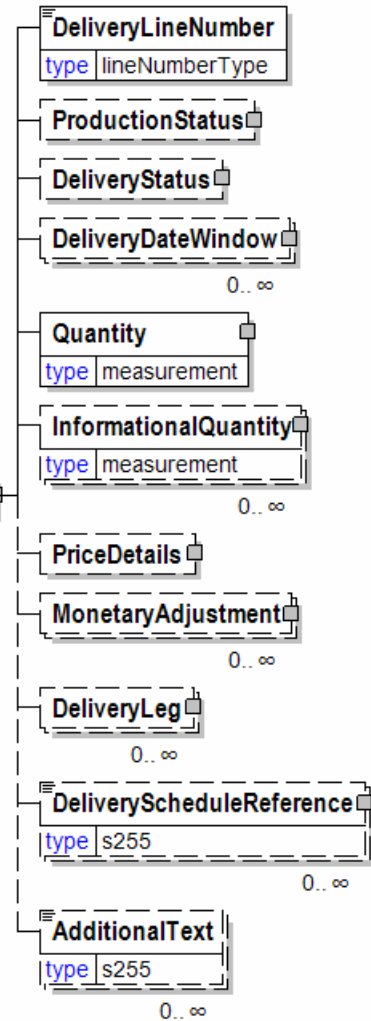 DeliveryLineNumber
type lineNumberType
ProductionStatus
DeliveryStatus
DeliveryDateWindow
0.. ∞
Quantity
type measurement
InformationalQuantity
type measurement
0.. ∞
PriceDetails
MonetaryAdjustment
0.. ∞
DeliveryLeg
0.. ∞
DeliveryScheduleReference
type s255
0.. ∞
AdditionalText
type s255
0.. ∞